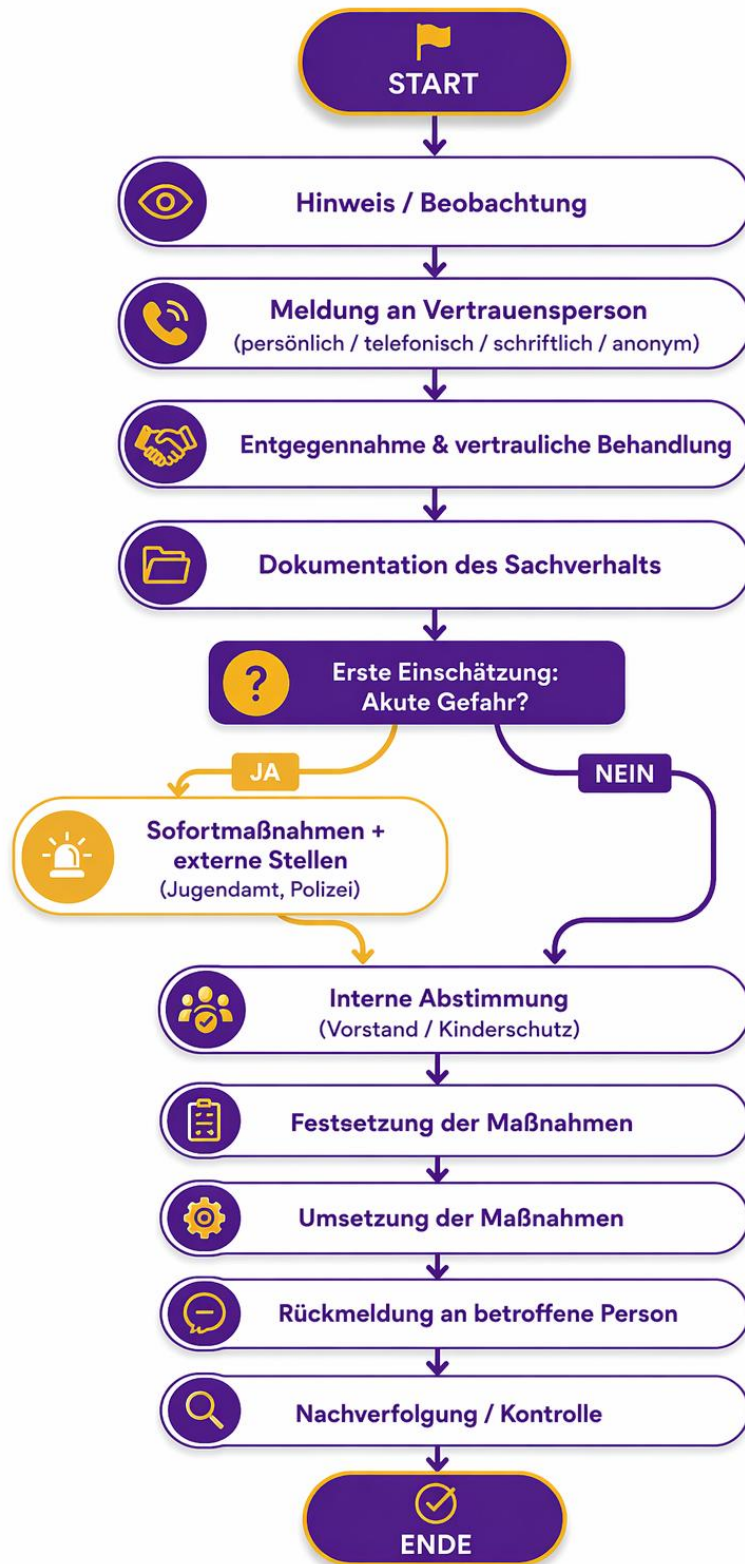 START
Hinweis / Beobachtung
Meldung an Vertrauensperson
(persönlich / telefonisch / schriftlich / anonym)
Entgegennahme & vertrauliche Behandlung
Dokumentation des Sachverhalts
?
Erste Einschätzung:
Akute Gefahr?
JA
NEIN
Sofortmaßnahmen +
externe Stellen
(Jugendamt, Polizei)
Interne Abstimmung
(Vorstand / Kinderschutz)
Festsetzung der Maßnahmen
Umsetzung der Maßnahmen
Rückmeldung an betroffene Person
Nachverfolgung / Kontrolle
ENDE